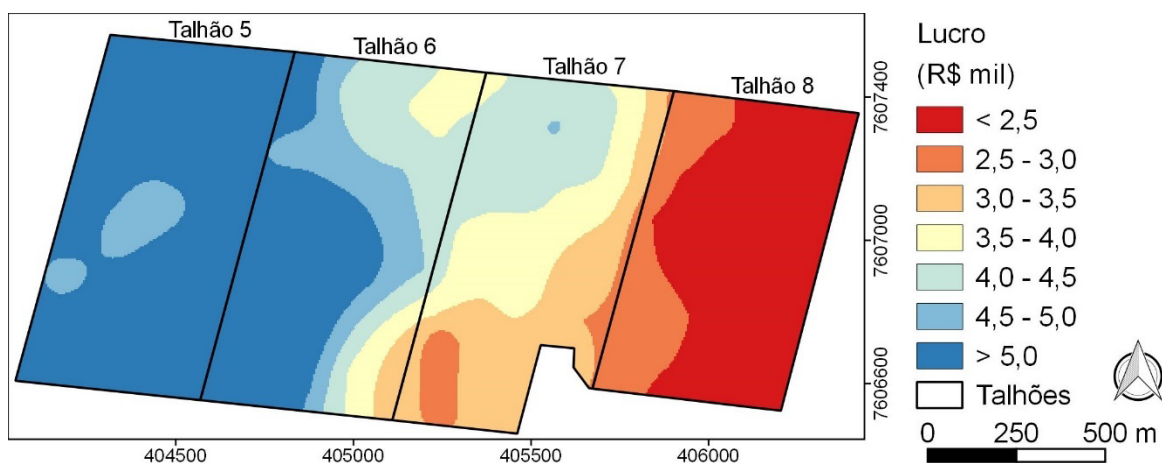 Talhão 5
Talhão 6
Talhão 7
Talhão 8
7607400
7607000
7606600
404500
405000
405500
406000
Lucro
(R$ mil)
< 2,5
2,5 - 3,0
3,0 - 3,5
3,5 - 4,0
4,0 - 4,5
4,5 - 5,0
> 5,0
Talhões
0 250 500 m